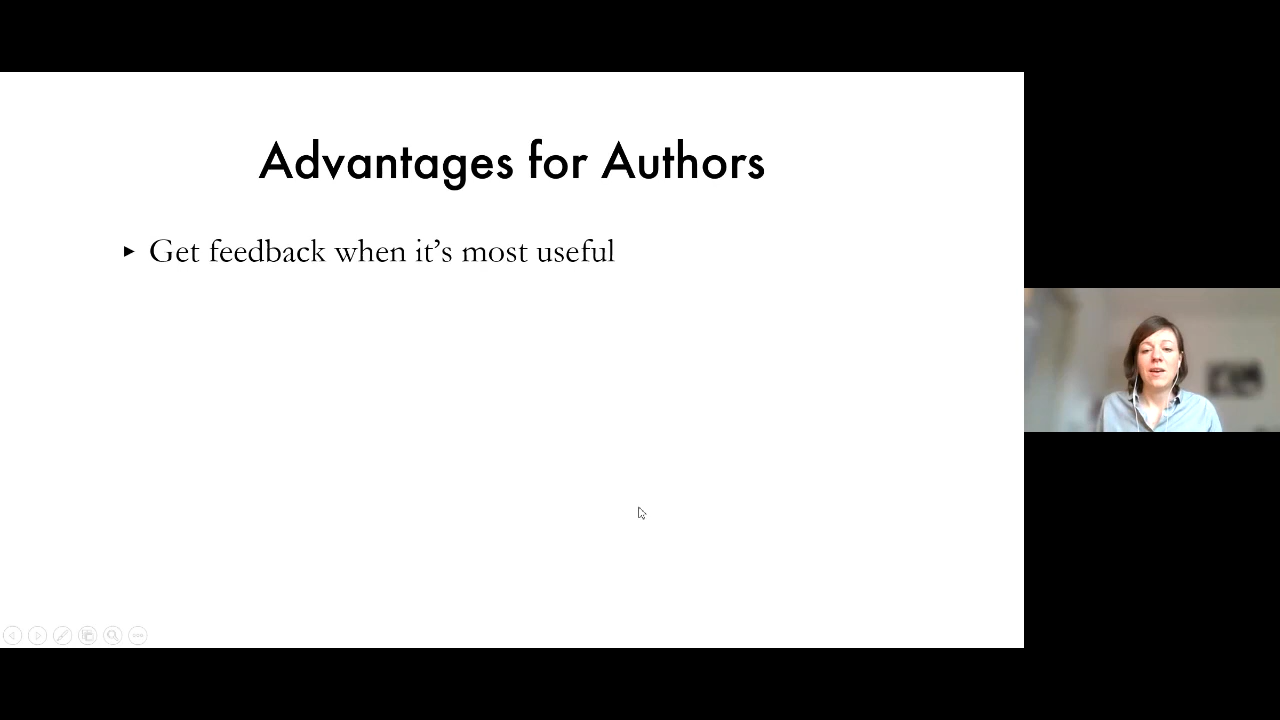 Advantages for Authors
▸ Get feedback when it’s most useful